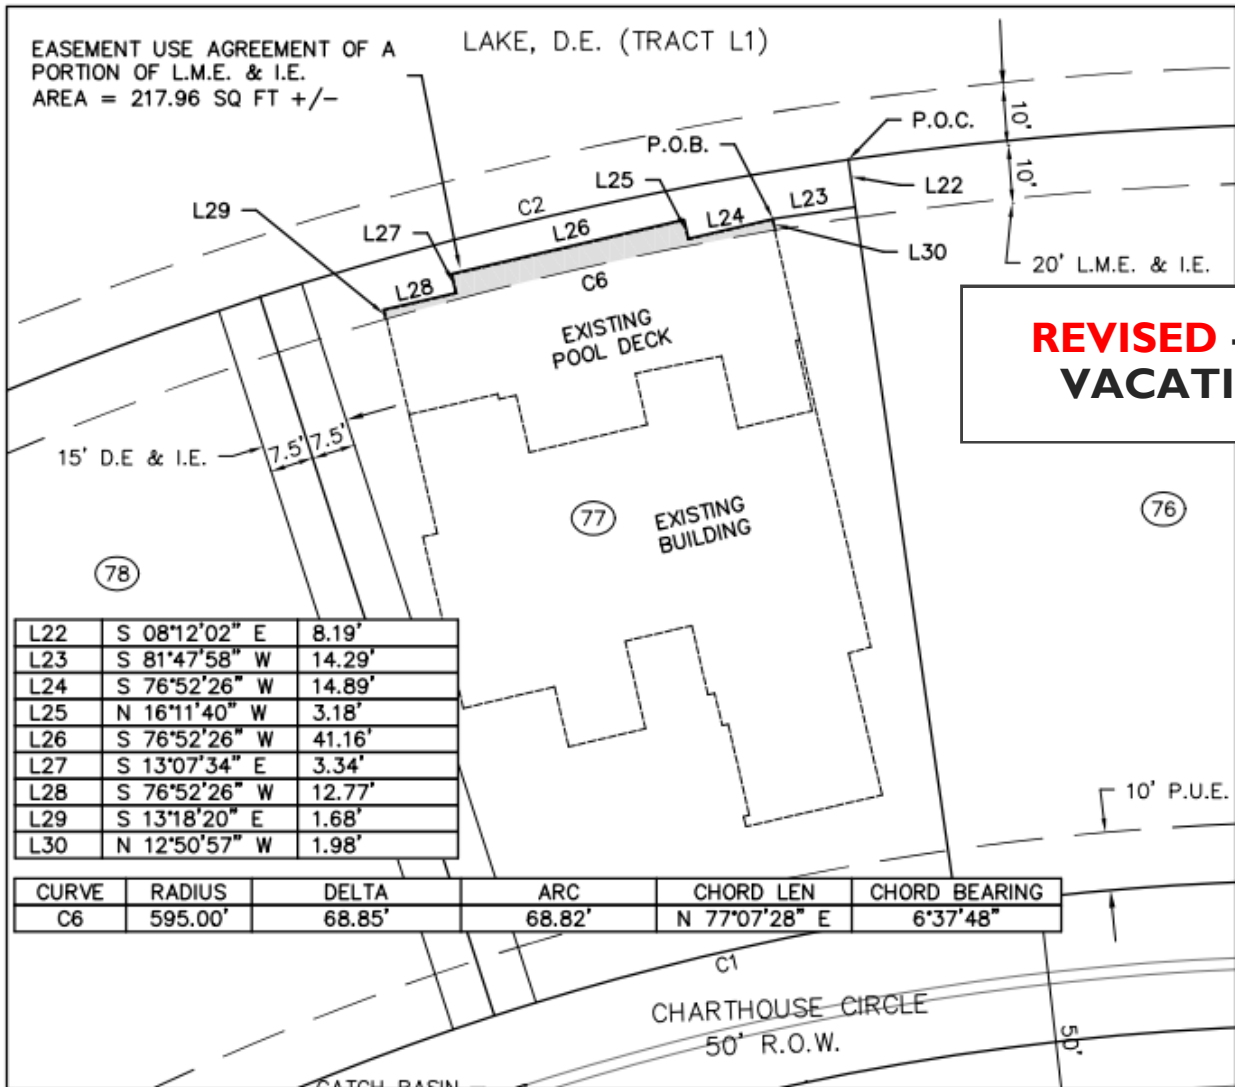 EASEMENT USE AGREEMENT OF A
PORTION OF L.M.E. & I.E.
AREA = 217.96 SQ FT +/-
LAKE, D.E. (TRACT L1)
10'
10'
P.O.C.
P.O.B.
L25
L22
L23
L29
C2
L27
L26
L24
L30
20' L.M.E. & I.E.
L28
C6
EXISTING
POOL DECK
REVISED -
VACATI
15' D.E & I.E.
7.5'
7.5'
77
EXISTING
BUILDING
76
78
L22 S 08°12'02" E 8.19'
L23 S 81°47'58" W 14.29'
L24 S 76°52'26" W 14.89'
L25 N 16°11'40" W 3.18'
L26 S 76°52'26" W 41.16'
L27 S 13°07'34" E 3.34'
L28 S 76°52'26" W 12.77'
L29 S 13°18'20" E 1.68'
L30 N 12°50'57" W 1.98'
10' P.U.E.
CURVE RADIUS DELTA ARC CHORD LEN CHORD BEARING
C6 595.00' 68.85' 68.82' N 77°07'28" E 6°37'48"
C1
CHARTHOUSE CIRCLE
50' R.O.W.
50'
CATCH BASIN